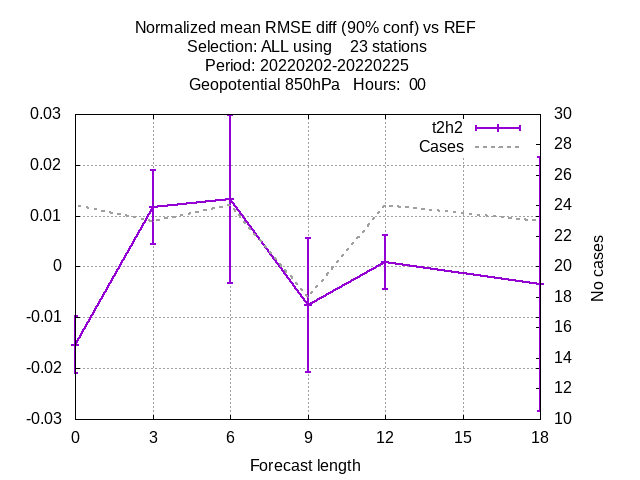 Normalized mean RMSE diff (90% conf) vs REF
Selection: ALL using    23 stations
Period: 20220202-20220225
Geopotential 850hPa   Hours:  00
t2h2
Cases
0.03
0.02
0.01
0
-0.01
-0.02
-0.03
30
28
26
24
22
20
18
16
14
12
10
No cases
0 3 6 9 12 15 18
Forecast length